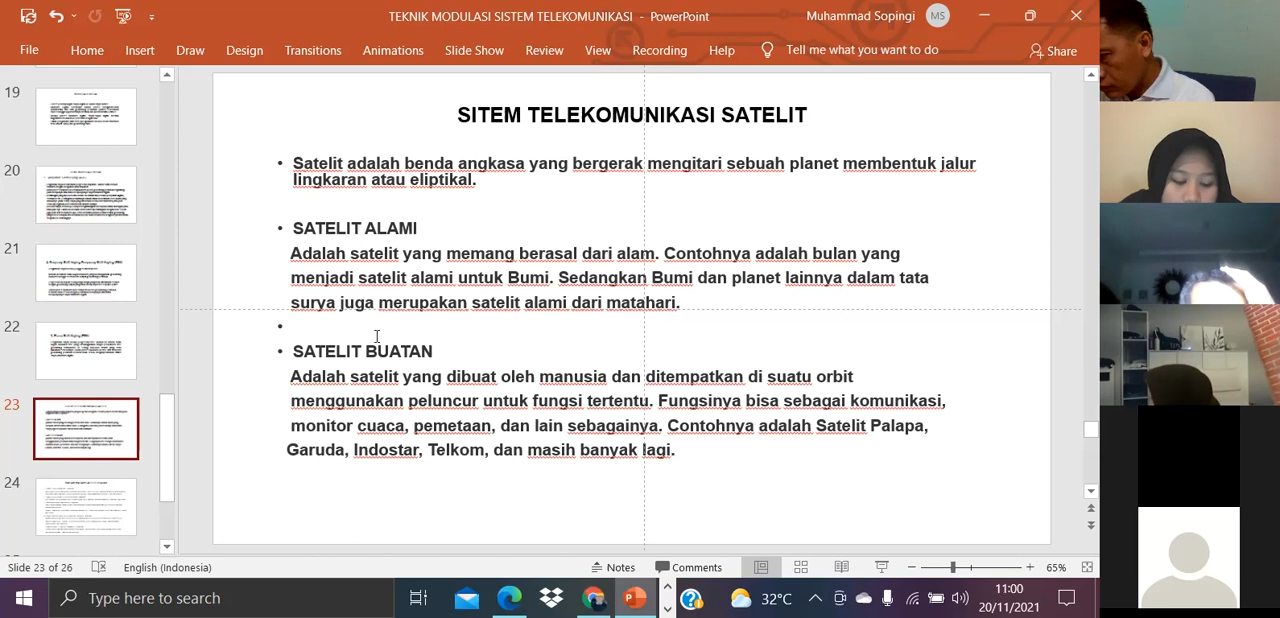 TEKNIK MODULASI SISTEM TELEKOMUNIKASI - PowerPoint
Muhammad Sopingi MS
File Home Insert Draw Design Transitions Animations Slide Show Review View Recording Help Tell me what you want to do Share
19
20
21
22
23
24
SITEM TELEKOMUNIKASI SATELIT
• Satelit adalah benda angkasa yang bergerak mengitari sebuah planet membentuk jalur
lingkaran atau eliptikal.
• SATELIT ALAMI
Adalah satelit yang memang berasal dari alam. Contohnya adalah bulan yang
menjadi satelit alami untuk Bumi. Sedangkan Bumi dan planet lainnya dalam tata
surya juga merupakan satelit alami dari matahari.
•
• SATELIT BUATAN
Adalah satelit yang dibuat oleh manusia dan ditempatkan di suatu orbit
menggunakan peluncur untuk fungsi tertentu. Fungsinya bisa sebagai komunikasi,
monitor cuaca, pemetaan, dan lain sebagainya. Contohnya adalah Satelit Palapa,
Garuda, Indostar, Telkom, dan masih banyak lagi.
Slide 23 of 26 English (Indonesia) Notes Comments 65%
Type here to search 32°C 11:00
20/11/2021